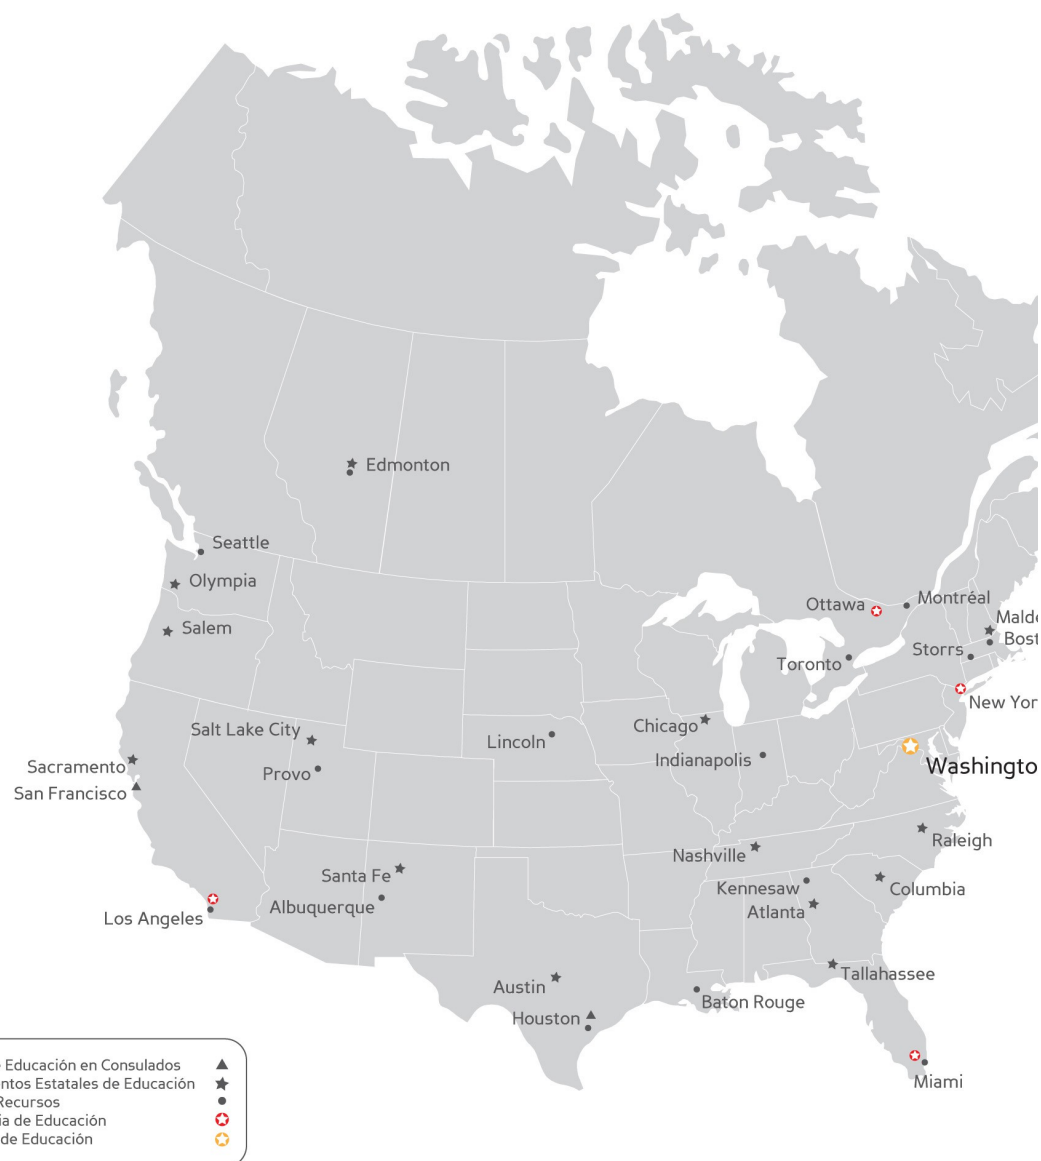 Edmonton
Seattle
Olympia
Salem
Ottawa
Montréal
Malde
Bost
Storrs
Toronto
New Yor
Salt Lake City
Chicago
Lincoln
Indianapolis
Provo
Sacramento
Washingto
San Francisco
Raleigh
Nashville
Santa Fe
Kennesaw
Columbia
Albuquerque
Atlanta
Los Angeles
Tallahassee
Austin
Baton Rouge
Houston
Miami
Educación en Consulados
ntos Estatales de Educación
Recursos
ia de Educación
de Educación